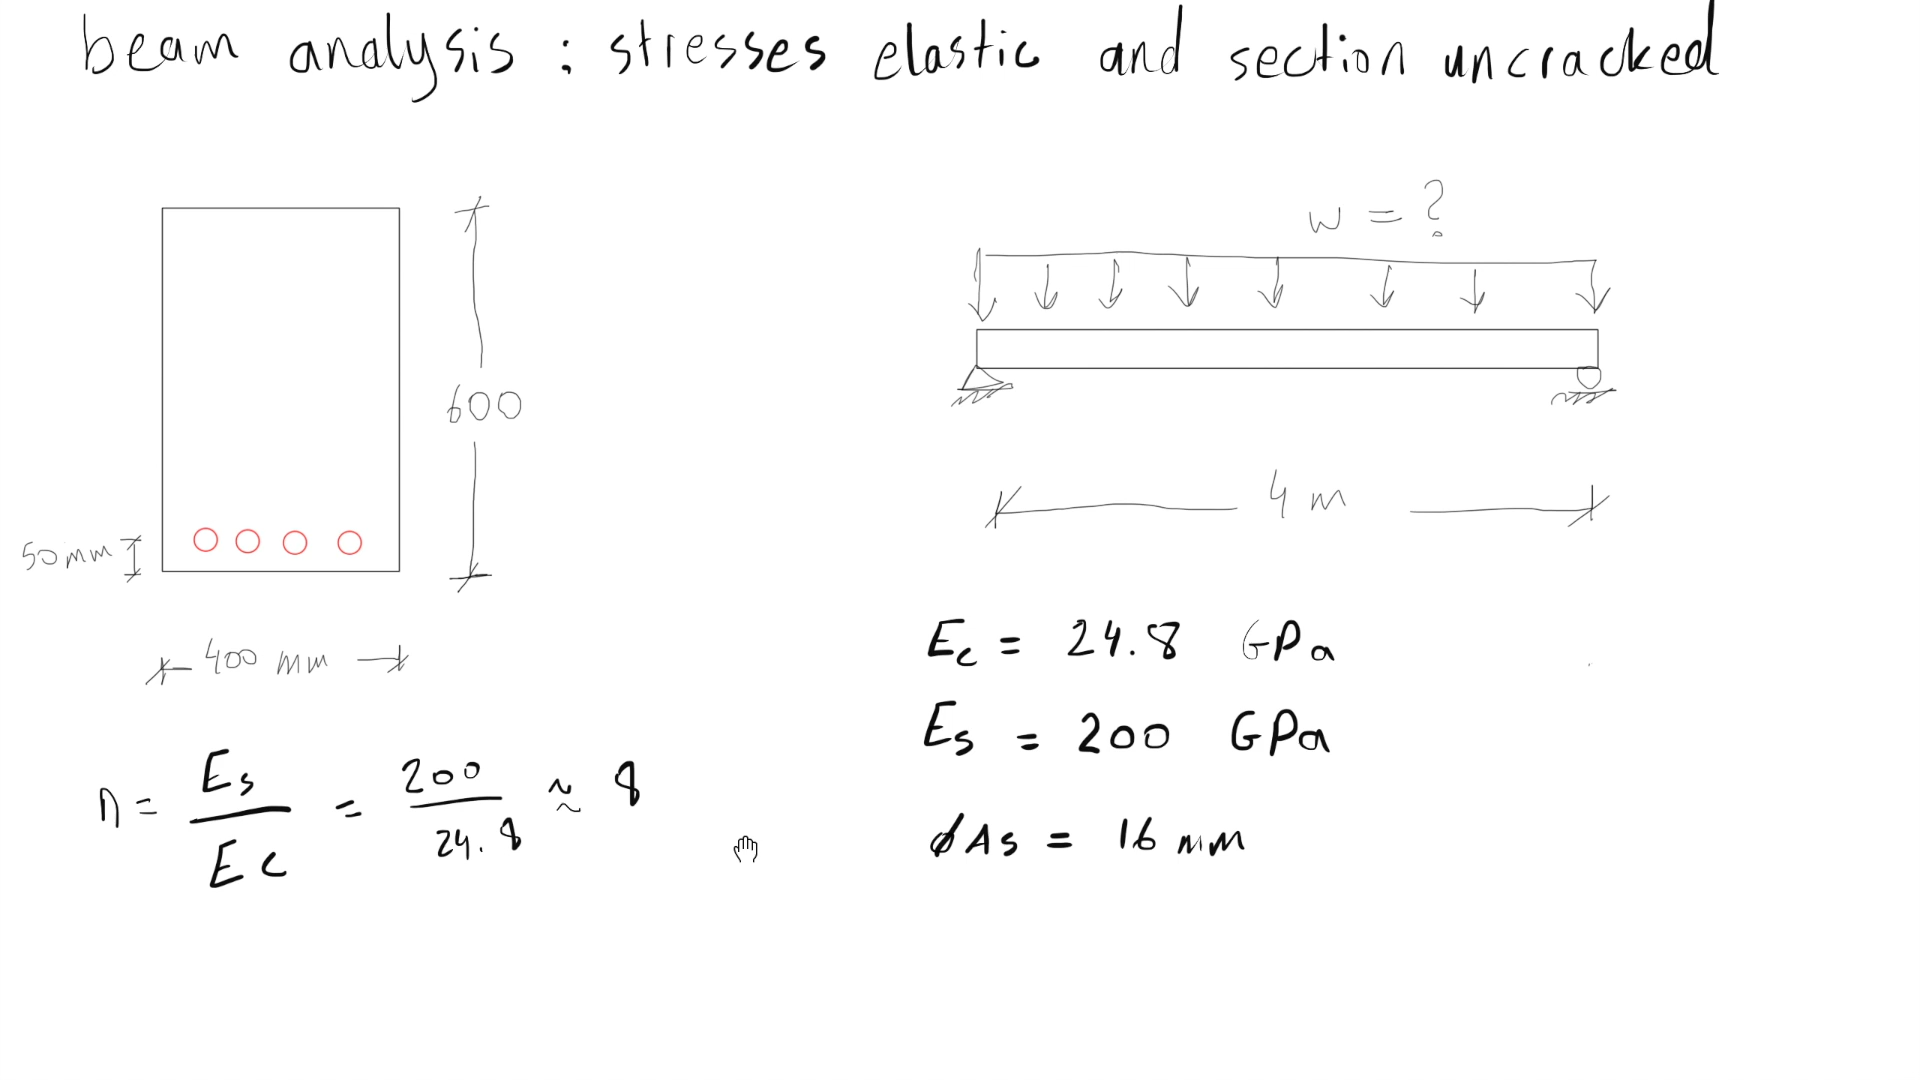 beam analysis : stresses elastic and section uncracked
w = ?
600
50mm
400 mm
4 m
Ec = 24.8 GPa
Es = 200 GPa
n = Es / Ec = 200 / 24.8 ≈ 8
ϕAs = 16 mm